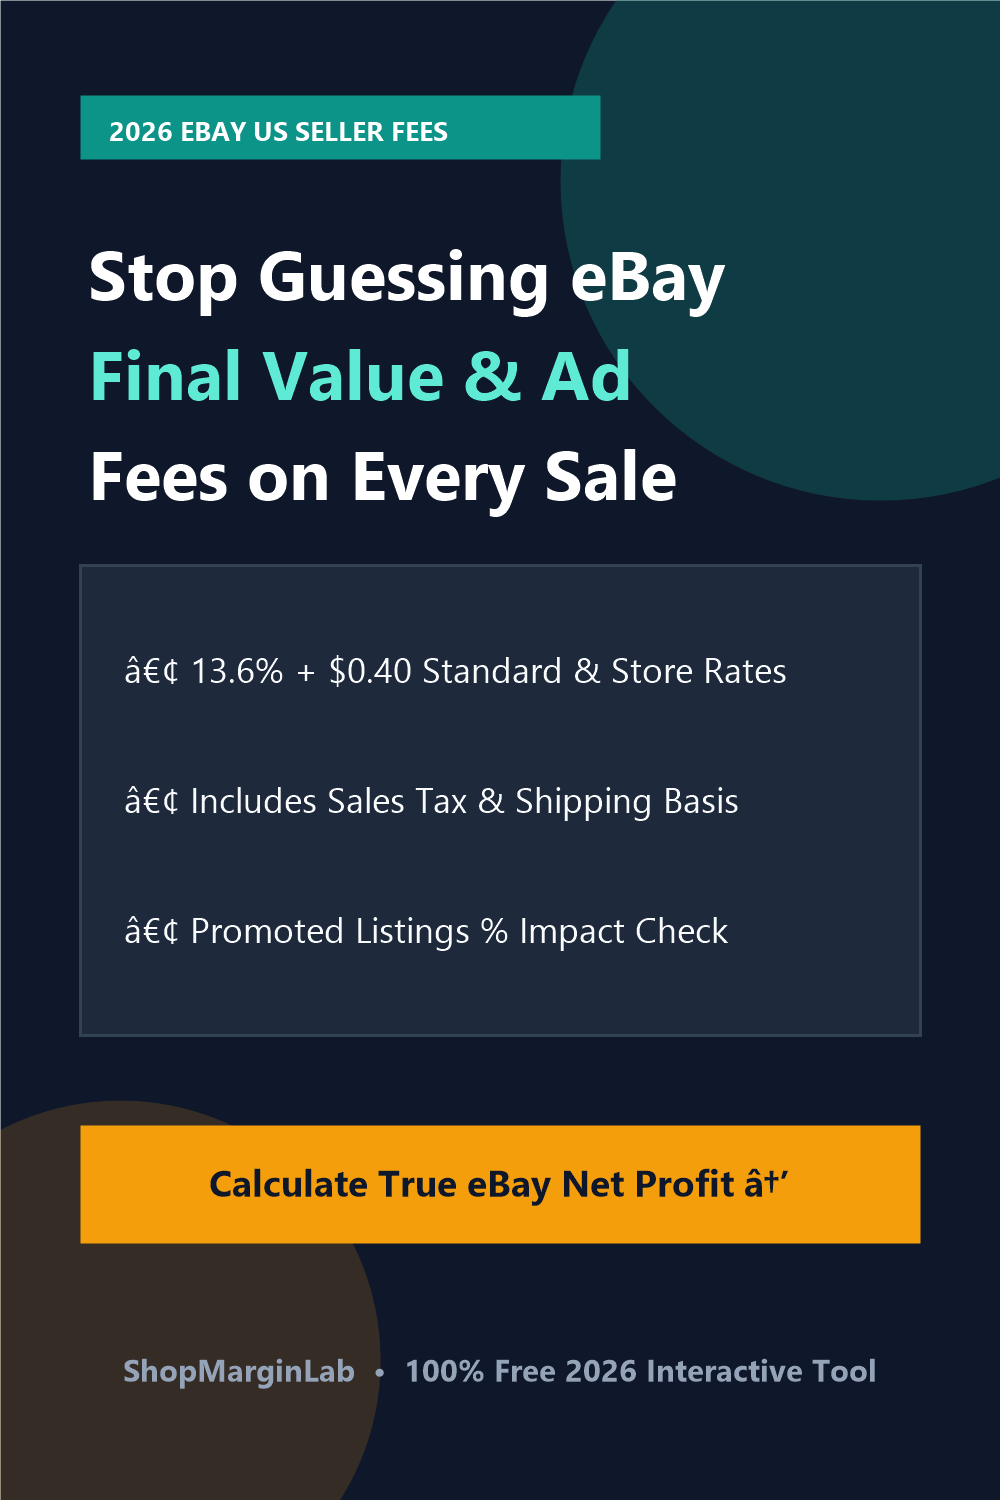 2026 EBAY US SELLER FEES
Stop Guessing eBay
Final Value & Ad
Fees on Every Sale
â€¢ 13.6% + $0.40 Standard & Store Rates
â€¢ Includes Sales Tax & Shipping Basis
â€¢ Promoted Listings % Impact Check
Calculate True eBay Net Profit â†’
ShopMarginLab • 100% Free 2026 Interactive Tool